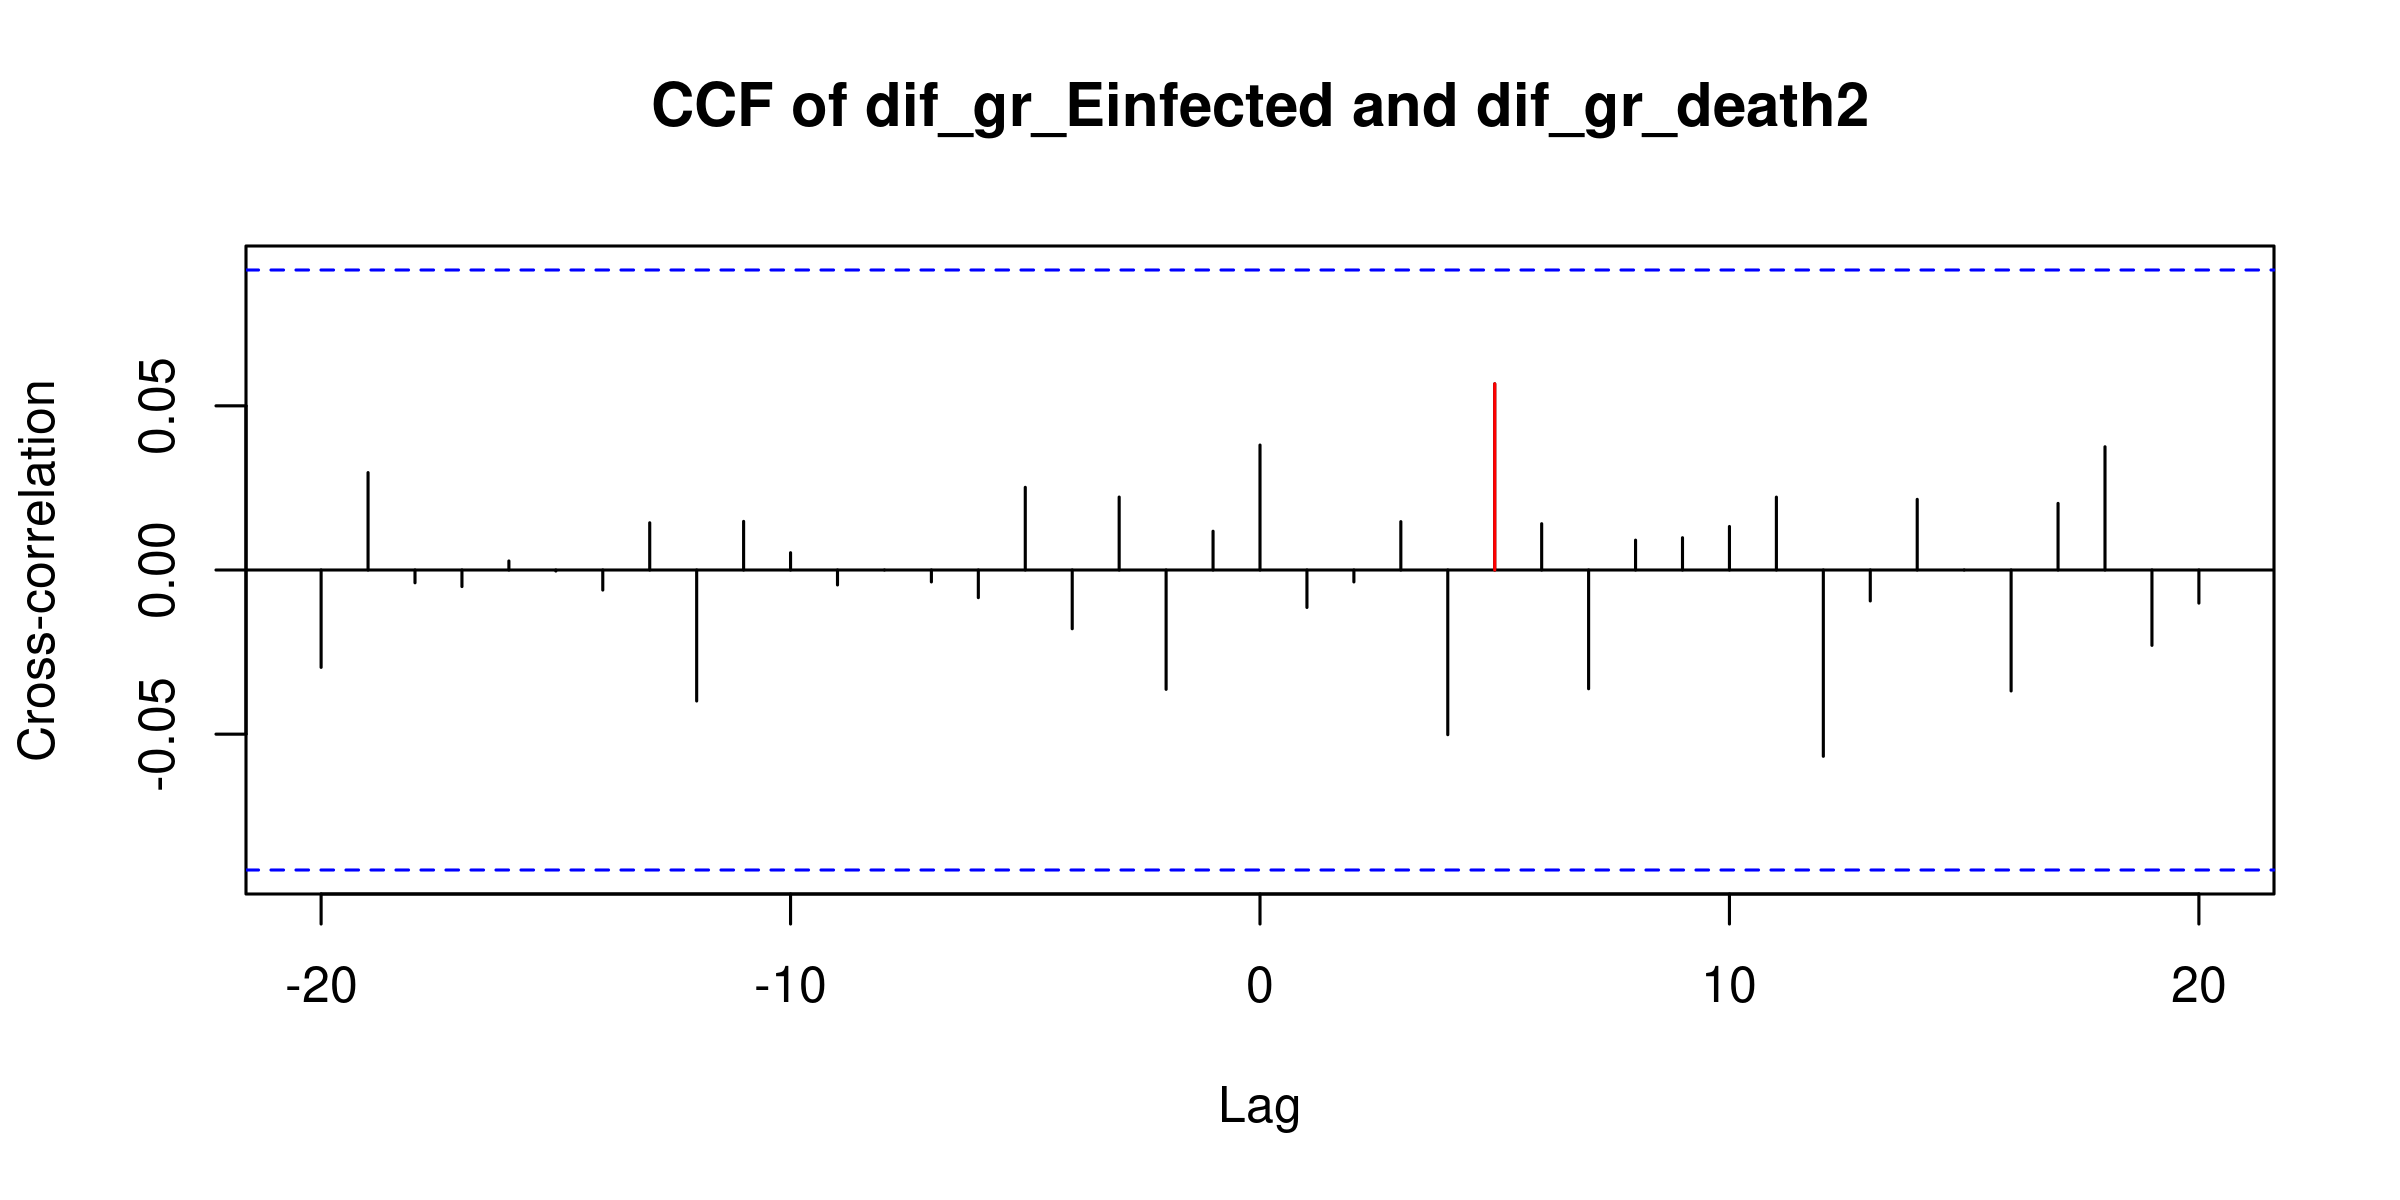 CCF of dif_gr_Einfected and dif_gr_death2
Cross-correlation
0.05
0.00
-0.05
-20
-10
0
10
20
Lag